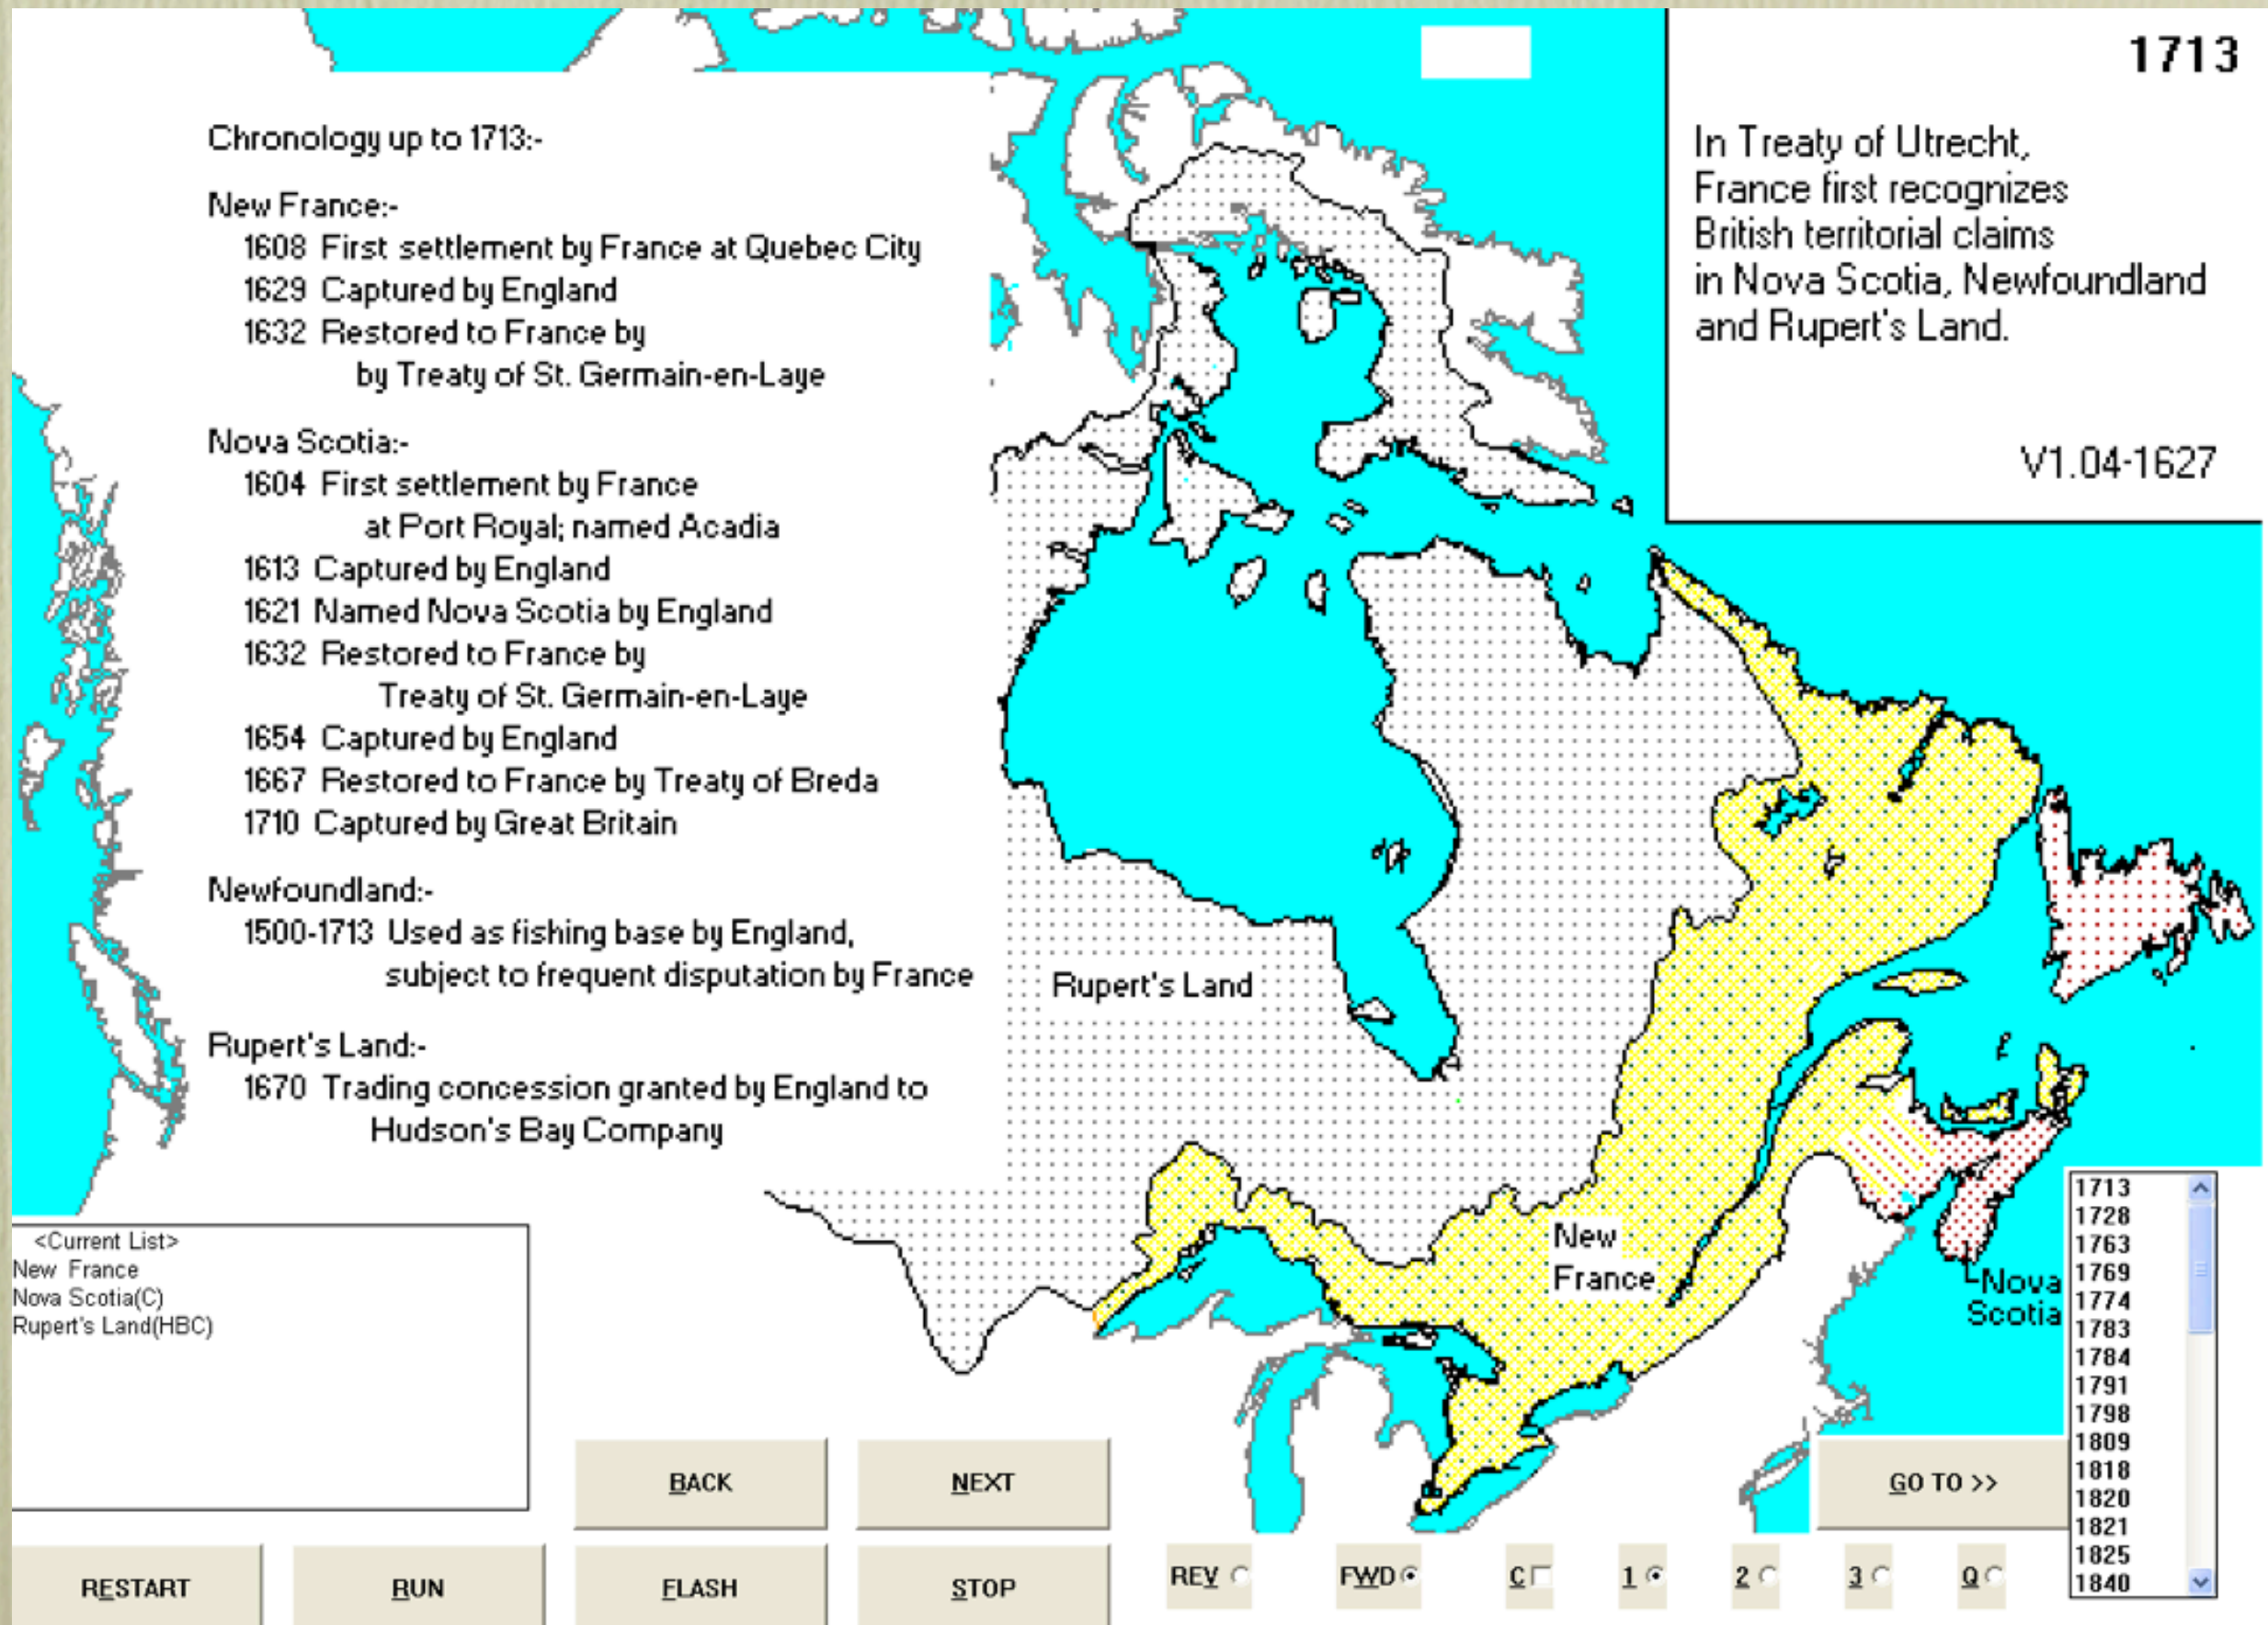 1713
In Treaty of Utrecht,
France first recognizes
British territorial claims
in Nova Scotia, Newfoundland
and Rupert's Land.
V1.04-1627
Chronology up to 1713:-
New France:-
1608 First settlement by France at Quebec City
1629 Captured by England
1632 Restored to France by
by Treaty of St. Germain-en-Laye
Nova Scotia:-
1604 First settlement by France
at Port Royal; named Acadia
1613 Captured by England
1621 Named Nova Scotia by England
1632 Restored to France by
Treaty of St. Germain-en-Laye
1654 Captured by England
1667 Restored to France by Treaty of Breda
1710 Captured by Great Britain
Newfoundland:-
1500-1713 Used as fishing base by England,
subject to frequent disputation by France
Rupert's Land:-
1670 Trading concession granted by England to
Hudson's Bay Company
Rupert's Land
New
France
Nova
Scotia
<Current List>
New France
Nova Scotia(C)
Rupert's Land(HBC)
1713
1728
1763
1769
1774
1783
1784
1791
1798
1809
1818
1820
1821
1825
1840
BACK
NEXT
GO TO >>
RESTART
RUN
FLASH
STOP
REV
FWD
C
1
2
3
Q